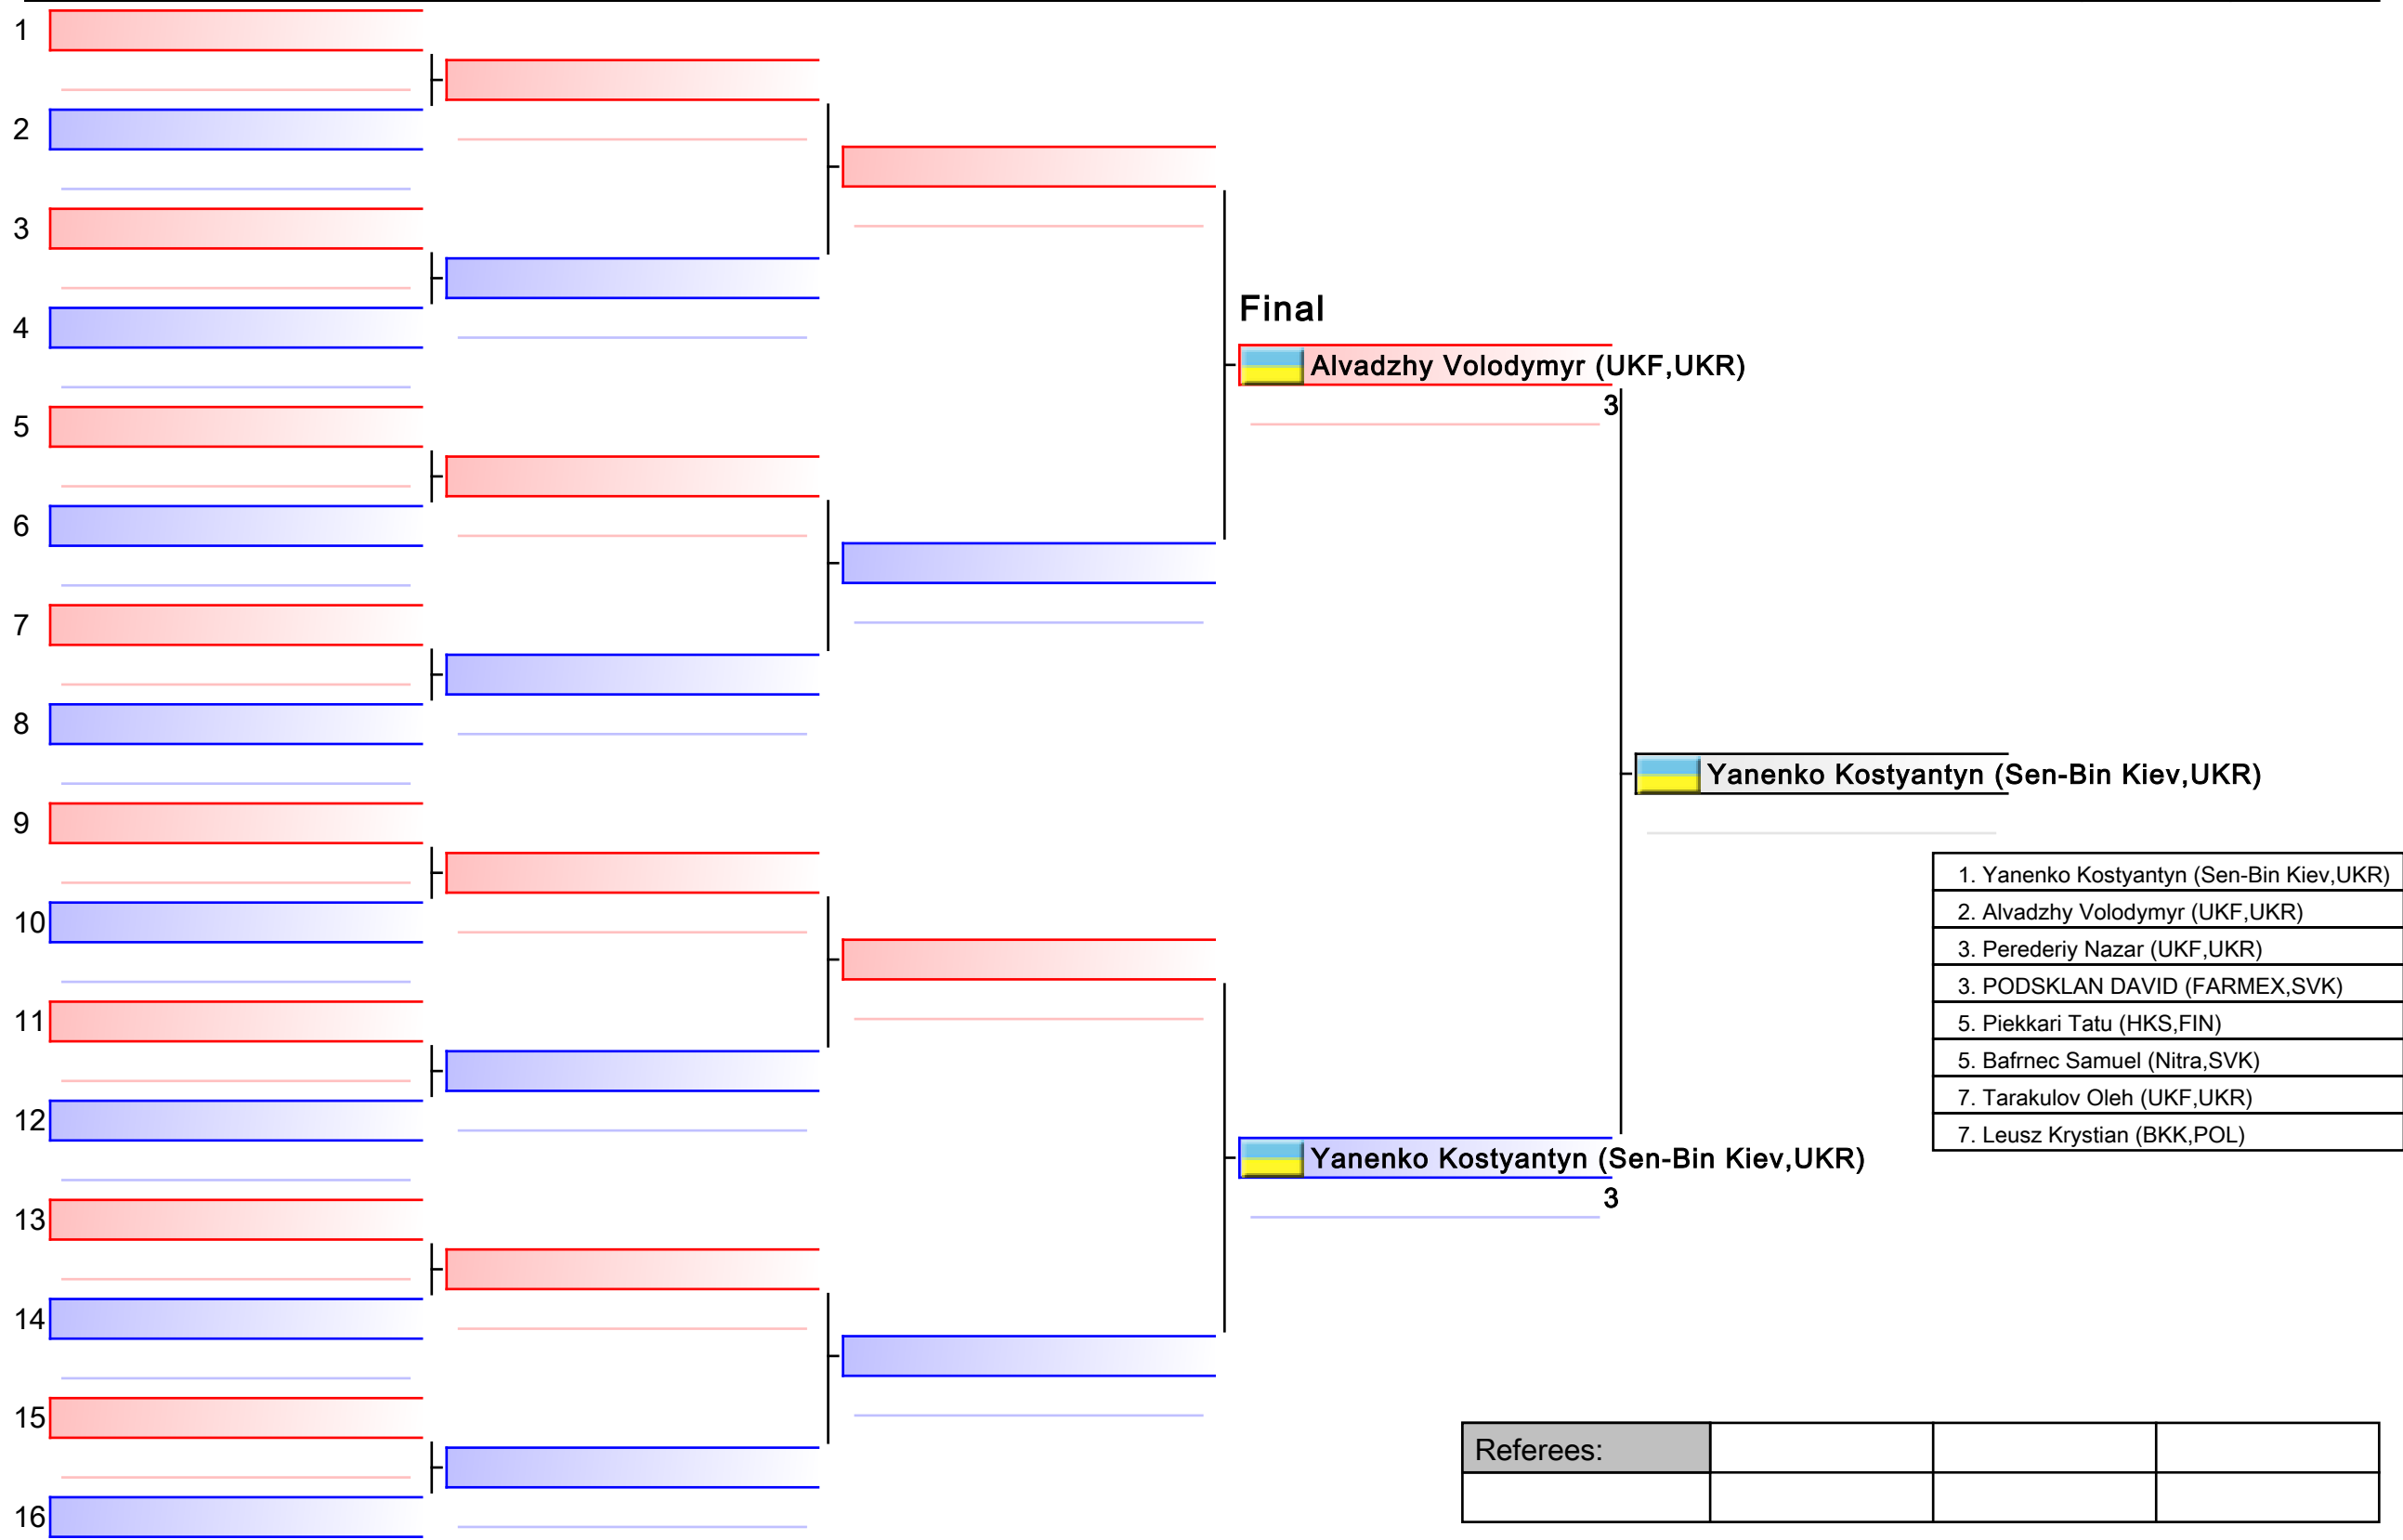 1
2
3
4
Final
Alvadzhy Volodymyr (UKF,UKR)
3
5
6
7
8
Yanenko Kostyantyn (Sen-Bin Kiev,UKR)
9
10
11
12
1. Yanenko Kostyantyn (Sen-Bin Kiev,UKR)
2. Alvadzhy Volodymyr (UKF,UKR)
3. Perederiy Nazar (UKF,UKR)
3. PODSKLAN DAVID (FARMEX,SVK)
5. Piekkari Tatu (HKS,FIN)
5. Bafrnec Samuel (Nitra,SVK)
7. Tarakulov Oleh (UKF,UKR)
7. Leusz Krystian (BKK,POL)
Yanenko Kostyantyn (Sen-Bin Kiev,UKR)
3
13
14
15
16
Referees: